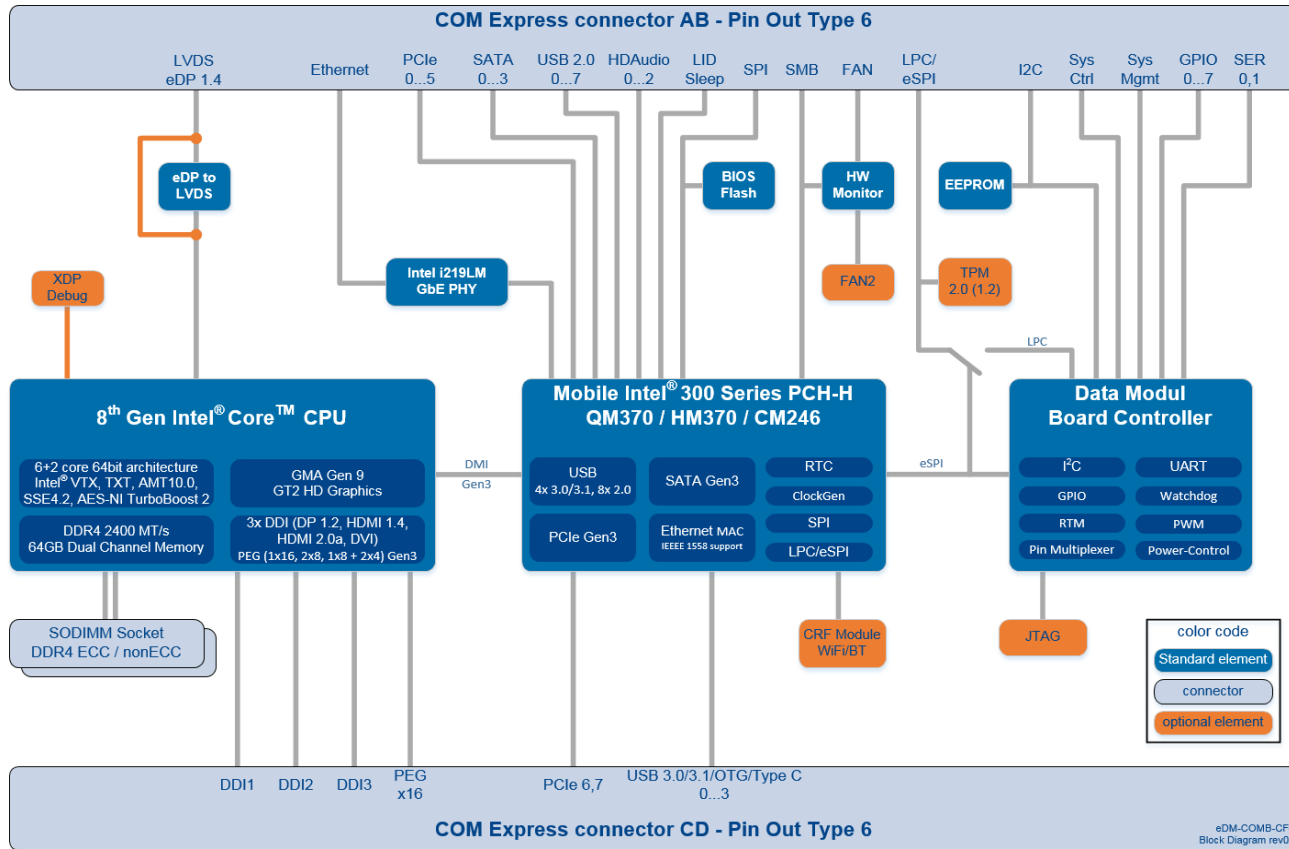 COM Express connector AB - Pin Out Type 6
LVDS
eDP 1.4
Ethernet
PCIe
0...5
SATA
0...3
USB 2.0
0...7
HDAudio
0...2
LID
Sleep
SPI
SMB
FAN
LPC/
eSPI
I2C
Sys
Ctrl
Sys
Mgmt
GPIO
0...7
SER
0,1
eDP to
LVDS
BIOS
Flash
HW
Monitor
EEPROM
XDP
Debug
Intel i219LM
GbE PHY
FAN2
TPM
2.0 (1.2)
LPC
8th Gen Intel® Core™ CPU
6+2 core 64bit architecture
Intel® VTX, TXT, AMT10.0,
SSE4.2, AES-NI TurboBoost 2
GMA Gen 9
GT2 HD Graphics
DDR4 2400 MT/s
64GB Dual Channel Memory
3x DDI (DP 1.2, HDMI 1.4,
HDMI 2.0a, DVI)
PEG (1x16, 2x8, 1x8 + 2x4) Gen3
DMI
Gen3
Mobile Intel® 300 Series PCH-H
QM370 / HM370 / CM246
USB
4x 3.0/3.1, 8x 2.0
SATA Gen3
RTC
ClockGen
PCIe Gen3
Ethernet MAC
IEEEE 1558 support
SPI
LPC/eSPI
eSPI
Data Modul
Board Controller
I²C
UART
GPIO
Watchdog
RTM
PWM
Pin Multiplexer
Power-Control
SODIMM Socket
DDR4 ECC / nonECC
CRF Module
WiFi/BT
JTAG
color code
Standard element
connector
optional element
DDI1
DDI2
DDI3
PEG
x16
PCIe 6,7
USB 3.0/3.1/OTG/Type C
0...3
COM Express connector CD - Pin Out Type 6
eDM-COMB-CF
Block Diagram rev0